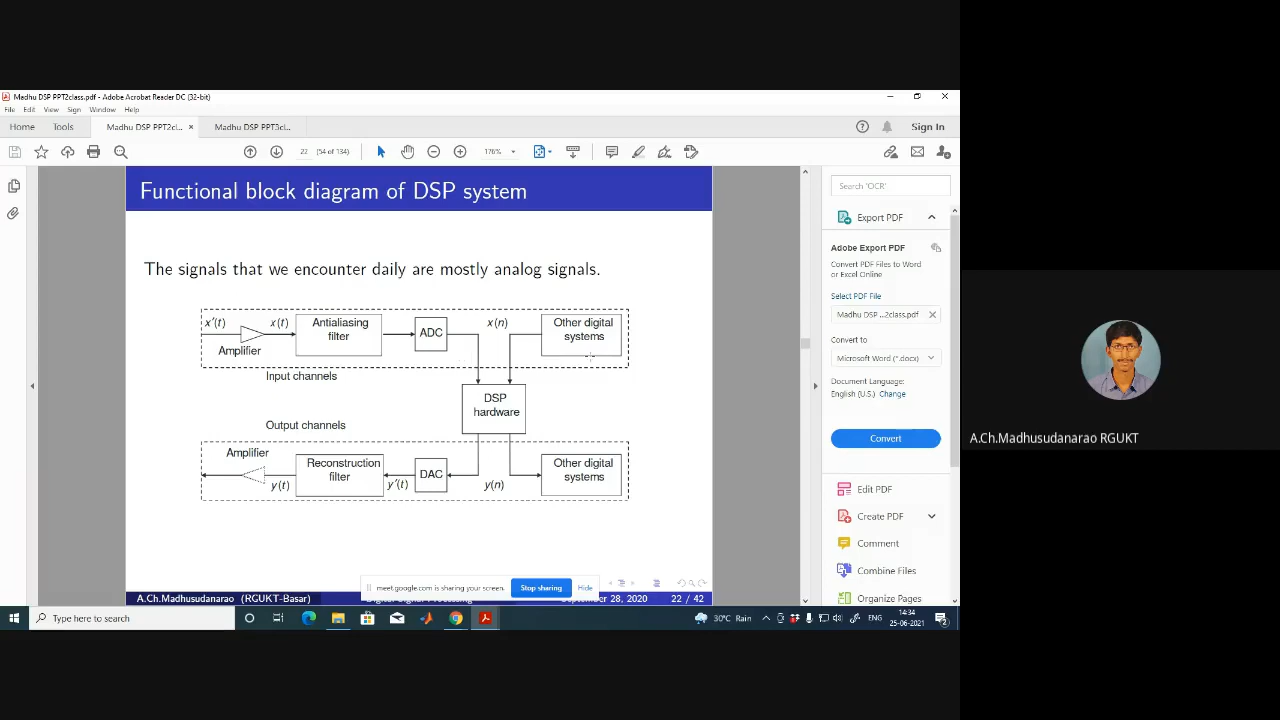 Madhu DSP PPT2class.pdf - Adobe Acrobat Reader DC (32-bit)
File Edit View Sign Window Help
Home Tools Madhu DSP PPT2cl... × Madhu DSP PPT3cl... Sign In
22 (54 of 134) 176%
Functional block diagram of DSP system
The signals that we encounter daily are mostly analog signals.
x′(t) x(t) Antialiasing filter ADC x(n) Other digital systems
Amplifier
Input channels
DSP
hardware
Output channels
Amplifier
y(t) Reconstruction filter y′(t) DAC y(n) Other digital systems
meet.google.com is sharing your screen. Stop sharing Hide
A.Ch.Madhusudanarao (RGUKT-Basar) September 28, 2020 22 / 42
Search 'OCR'
Export PDF
Adobe Export PDF
Convert PDF Files to Word
or Excel Online
Select PDF File
Madhu DSP ...2class.pdf
Convert to
Microsoft Word (*.docx)
Document Language:
English (U.S.) Change
Convert
Edit PDF
Create PDF
Comment
Combine Files
Organize Pages
Type here to search
30°C Rain ENG
14:34
25-06-2021
2
A.Ch.Madhusudanarao RGUKT